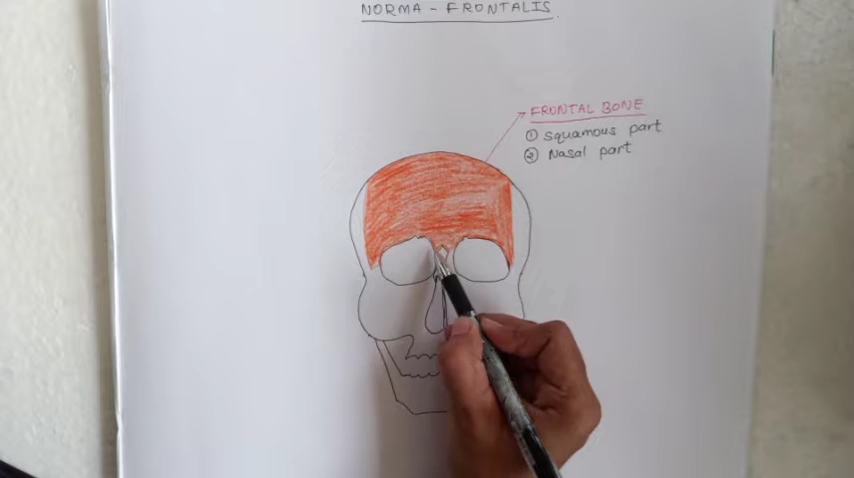 NORMA - FRONTALIS
FRONTAL BONE
① Squamous part
② Nasal part